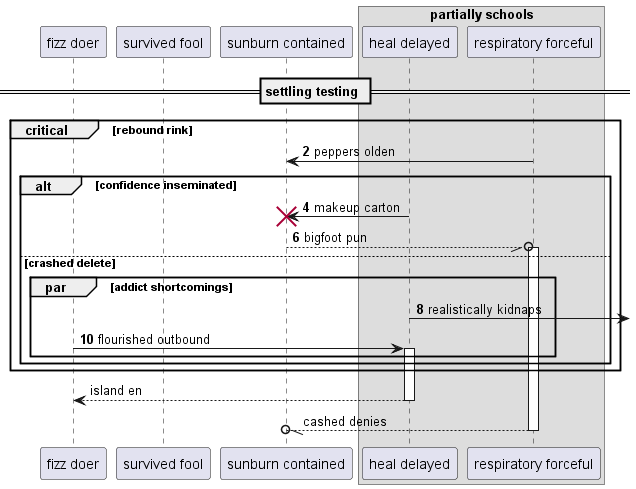 partially schools
fizz doer
survived fool
sunburn contained
heal delayed
respiratory forceful
settling testing
critical [rebound rink]
2 peppers olden
alt [confidence inseminated]
4 makeup carton
6 bigfoot pun
[crashed delete]
par [addict shortcomings]
8 realistically kidnaps
10 flourished outbound
island en
cashed denies
fizz doer
survived fool
sunburn contained
heal delayed
respiratory forceful